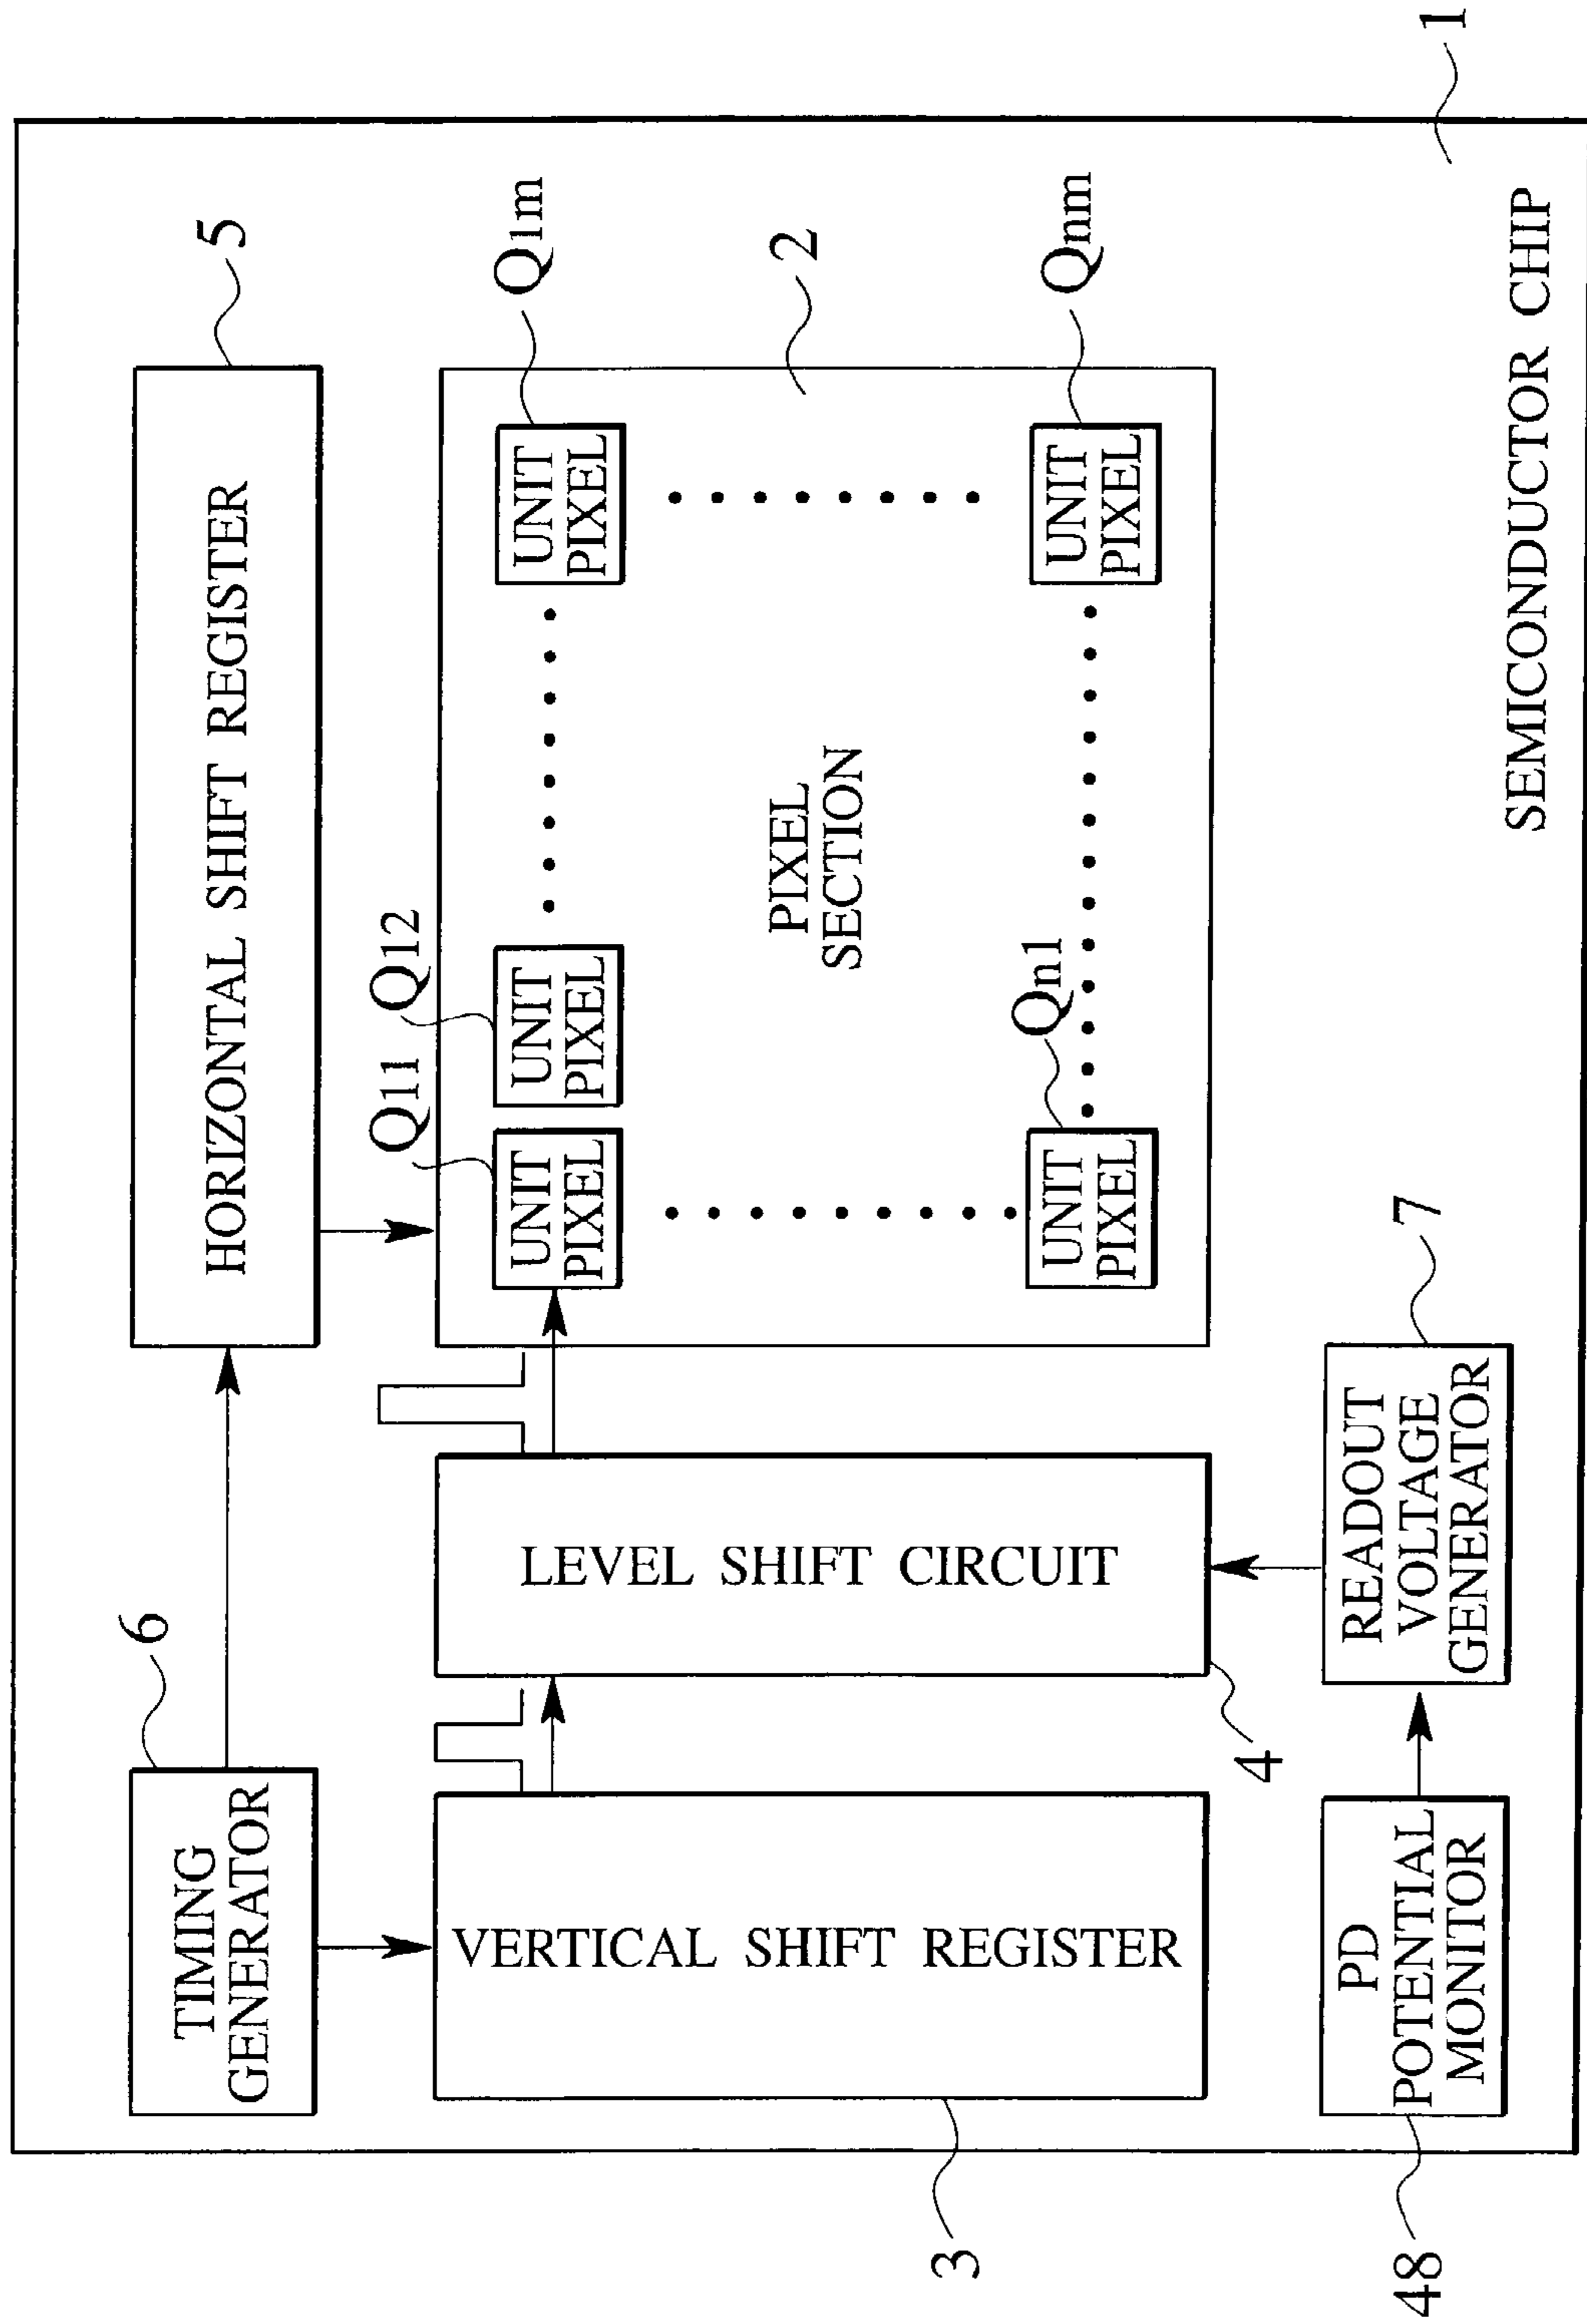 TIMING
GENERATOR
6
HORIZONTAL SHIFT REGISTER
5
VERTICAL SHIFT REGISTER
3
LEVEL SHIFT CIRCUIT
4
Q11
Q12
Q1m
UNIT
PIXEL
UNIT
PIXEL
UNIT
PIXEL
PIXEL
SECTION
2
Qn1
Qnm
UNIT
PIXEL
UNIT
PIXEL
PD
POTENTIAL
MONITOR
48
READOUT
VOLTAGE
GENERATOR
7
SEMICONDUCTOR CHIP
1